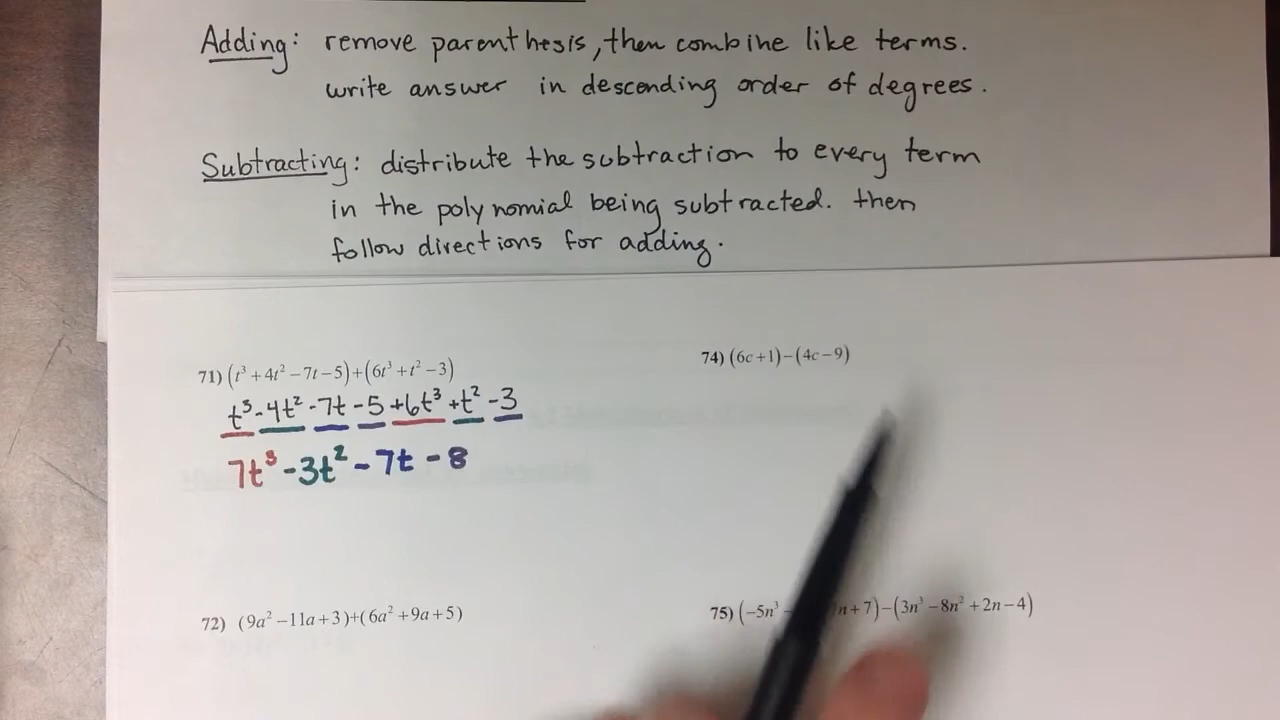 Adding: remove parenthesis, then combine like terms.
write answer in descending order of degrees.
Subtracting: distribute the subtraction to every term
in the polynomial being subtracted. then
follow directions for adding.
71) (t³ + 4t² − 7t − 5) + (6t³ + t² − 3)
t³ - 4t² - 7t - 5 + 6t³ + t² - 3
7t³ - 3t² - 7t - 8
74) (6c + 1) − (4c − 9)
72) (9a² − 11a + 3) + (6a² + 9a + 5)
75) (−5n³ n + 7) − (3n³ − 8n² + 2n − 4)